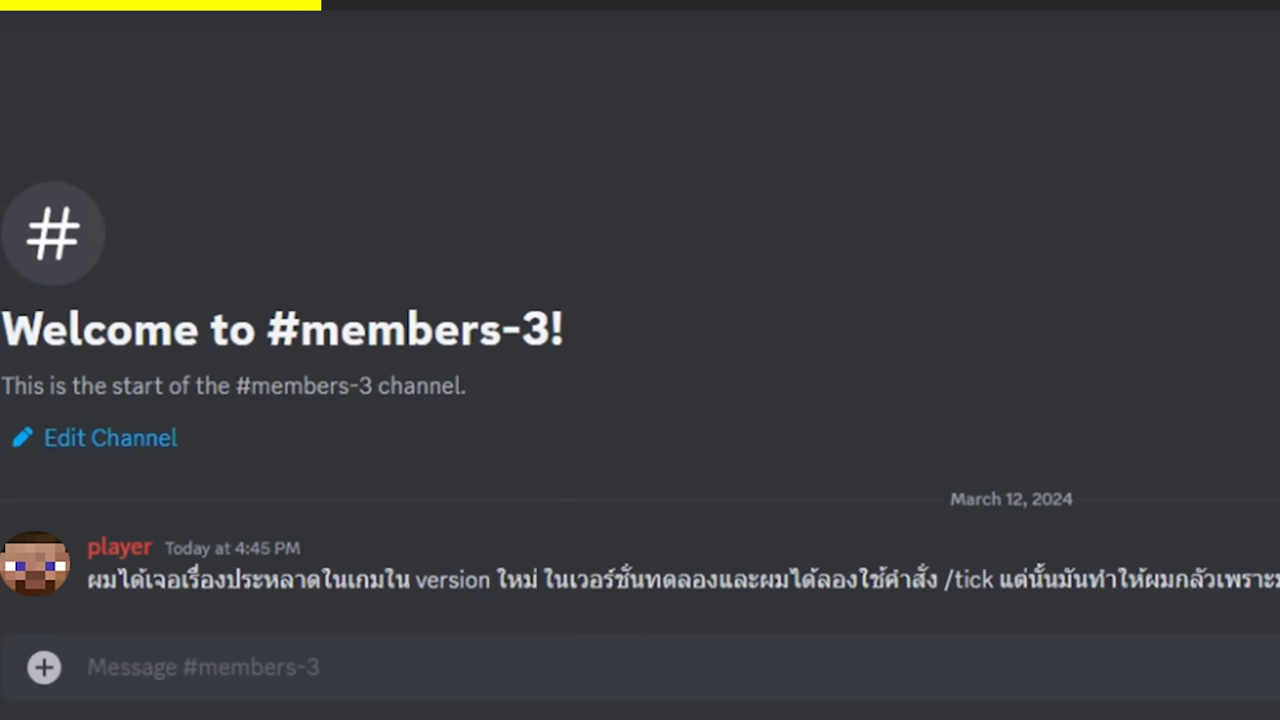 #
Welcome to #members-3!
This is the start of the #members-3 channel.
Edit Channel
March 12, 2024
player Today at 4:45 PM
ผมได้เจอเรื่องประหลาดในเกมใน version ใหม่ ในเวอร์ชั่นทดลองและผมได้ลองใช้คำสั่ง /tick แต่นั้นมันทำให้ผมกลัวเพราะ
Message #members-3